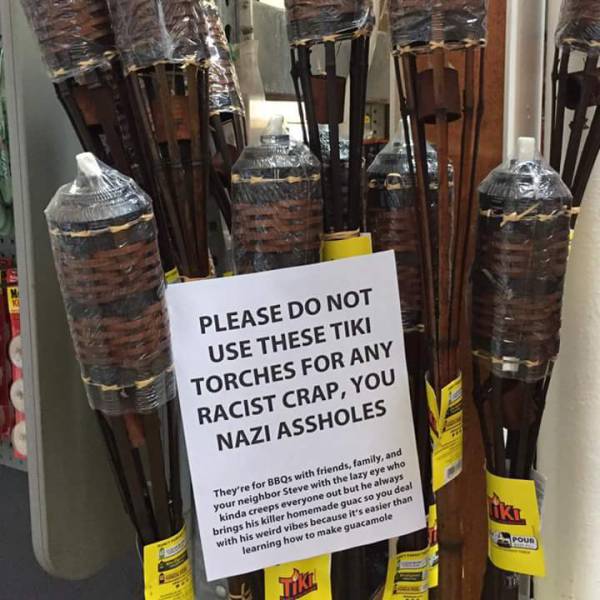 PLEASE DO NOT
USE THESE TIKI
TORCHES FOR ANY
RACIST CRAP, YOU
NAZI ASSHOLES
They're for BBQs with friends, family, and
your neighbor Steve with the lazy eye who
kinda creeps everyone out but he always
brings his killer homemade guac so you deal
with his weird vibes because it's easier than
learning how to make guacamole
TIKI
TIKI
POUR